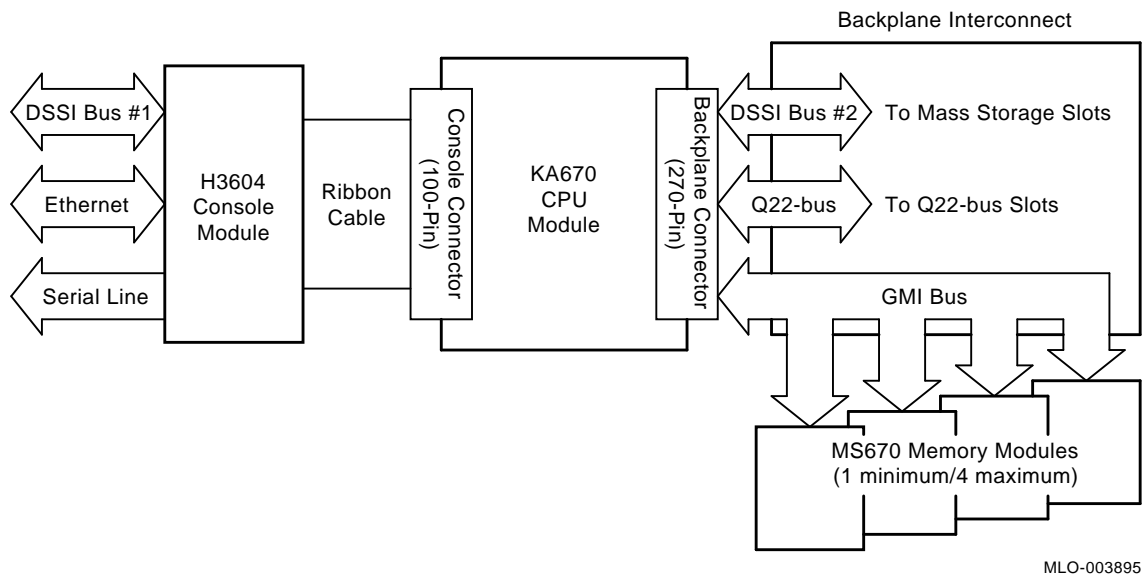 Backplane Interconnect
DSSI Bus #1
Ethernet
Serial Line
H3604
Console
Module
Ribbon
Cable
Console Connector
(100-Pin)
KA670
CPU
Module
Backplane Connector
(270-Pin)
DSSI Bus #2
To Mass Storage Slots
Q22-bus
To Q22-bus Slots
GMI Bus
MS670 Memory Modules
(1 minimum/4 maximum)
MLO-003895